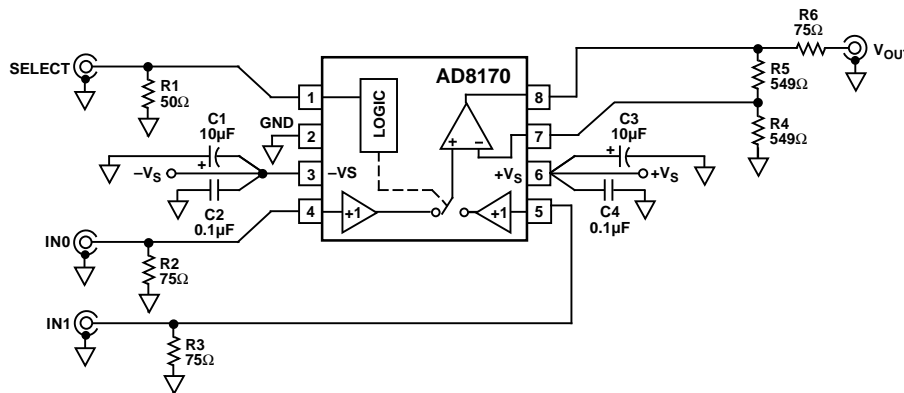 SELECT
R1
50Ω
C1
10µF
+
GND
–VS
C2
0.1µF
IN0
R2
75Ω
IN1
R3
75Ω
AD8170
1
LOGIC
2
3
–VS
4
+1
+
–
8
7
+VS
6
5
+1
C3
10µF
+
+VS
C4
0.1µF
R6
75Ω
VOUT
R5
549Ω
R4
549Ω